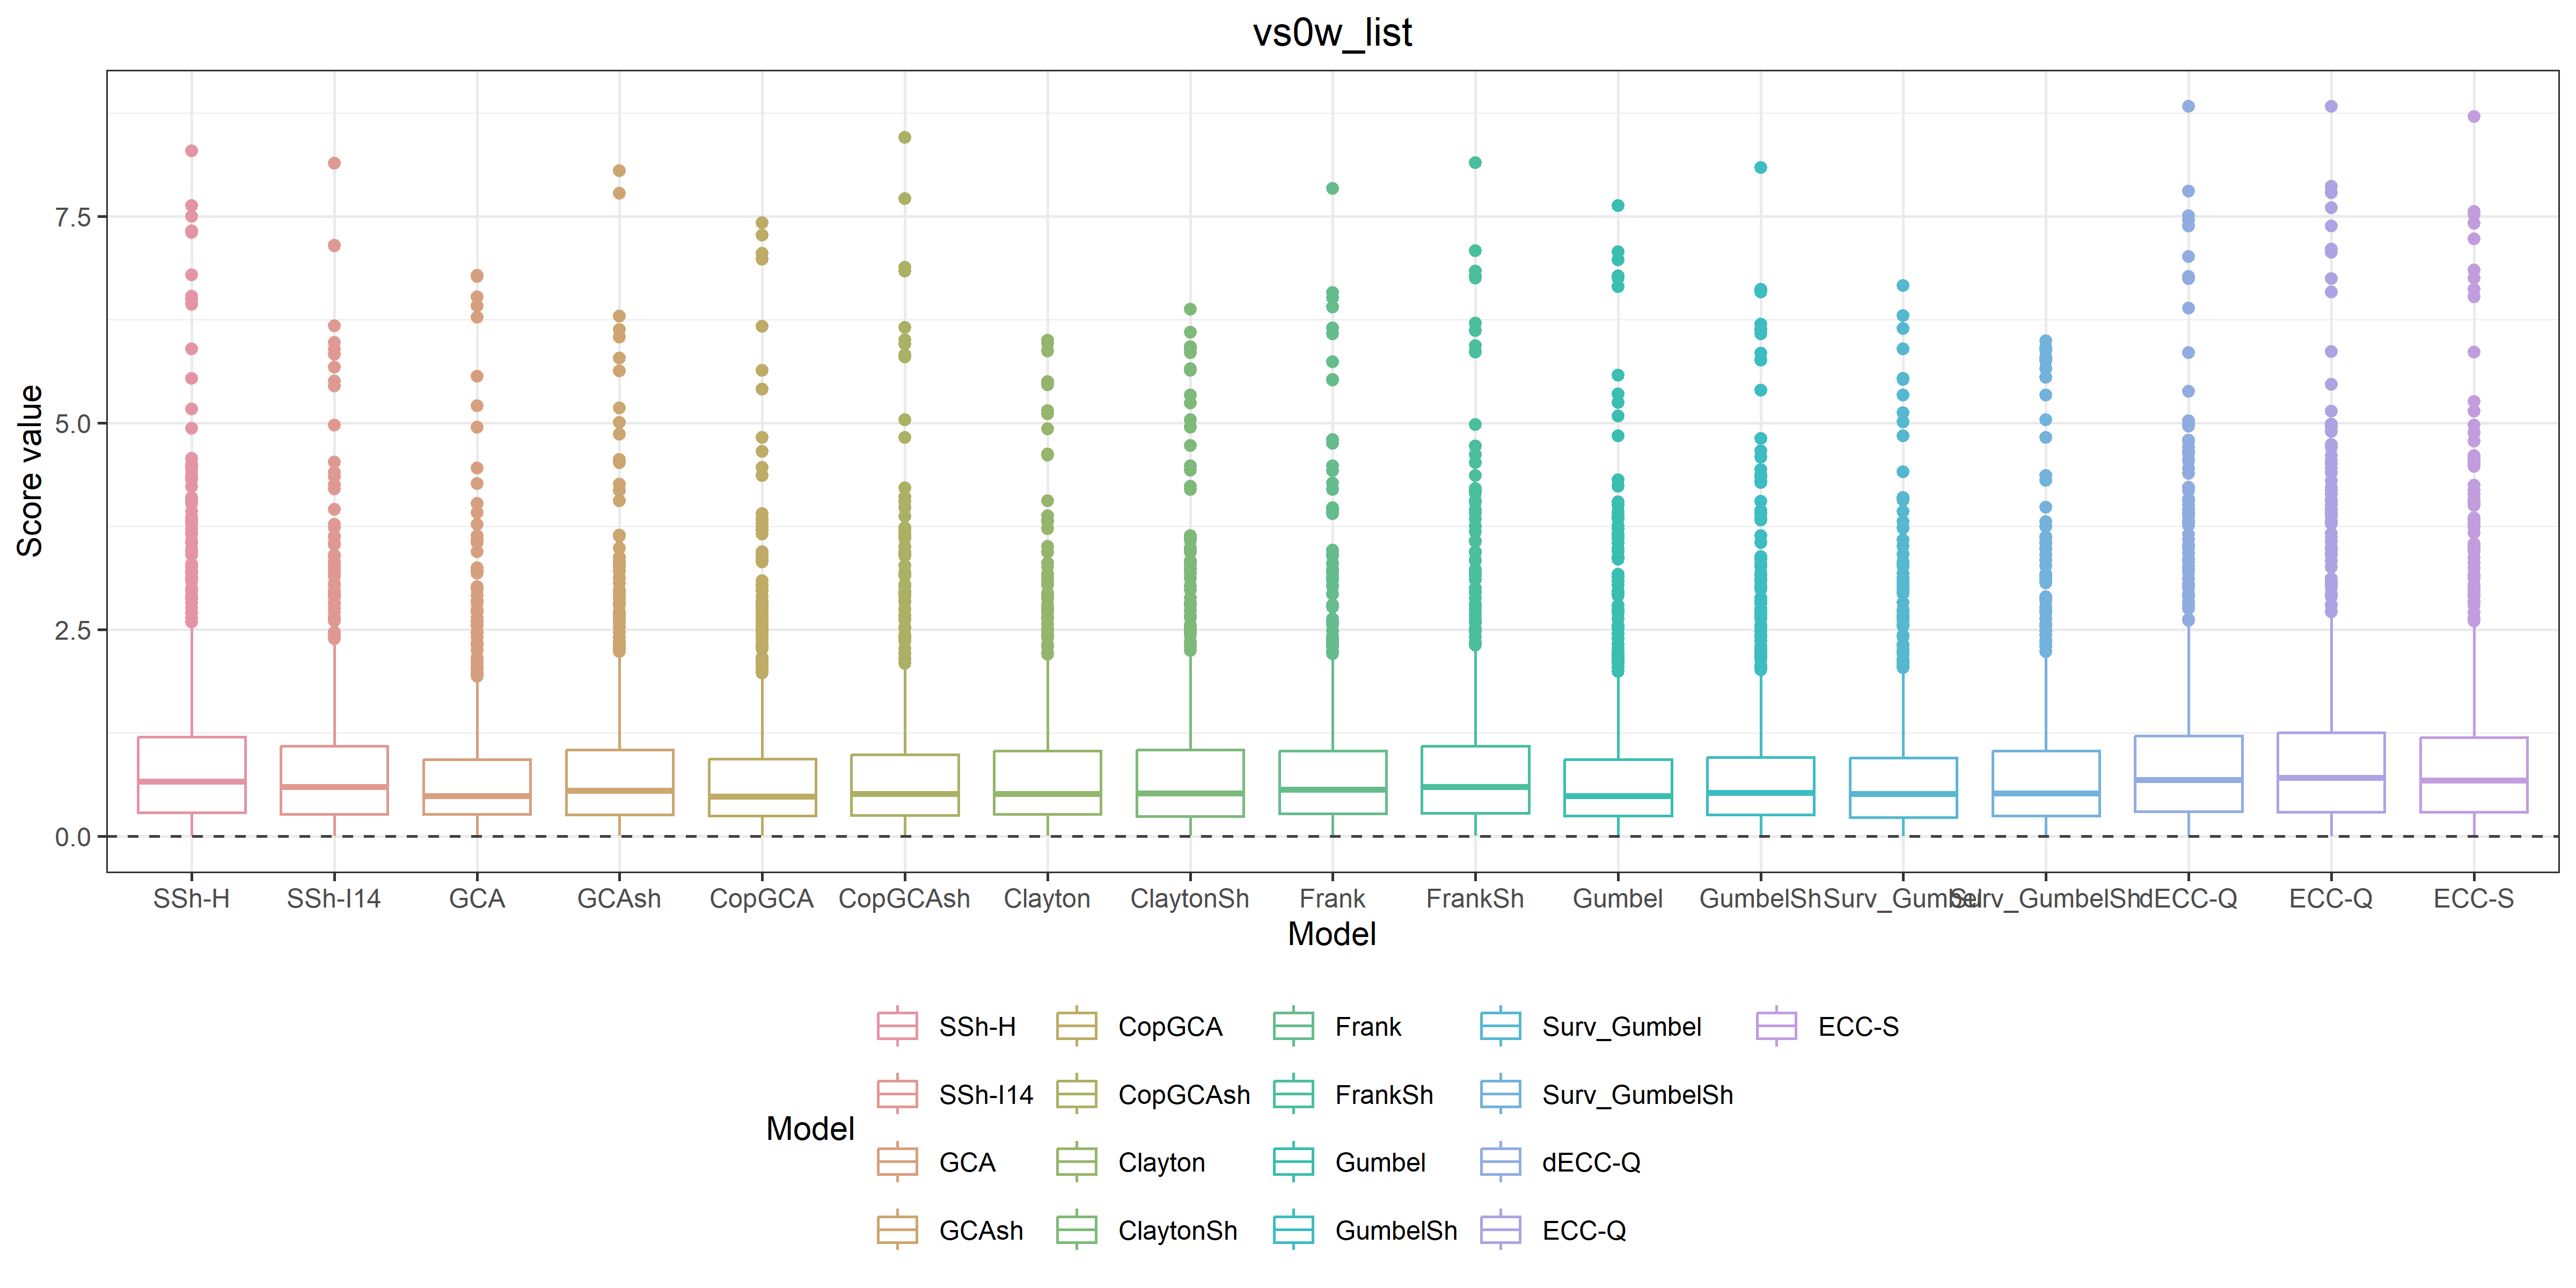 vs0w_list
Score value
7.5
5.0
2.5
0.0
SSh-H SSh-I14 GCA GCAsh CopGCA CopGCAsh Clayton ClaytonSh Frank FrankSh Gumbel GumbelSh Surv_Gumbel Surv_GumbelSh dECC-Q ECC-Q ECC-S
Model
Model
SSh-H CopGCA Frank Surv_Gumbel ECC-S
SSh-I14 CopGCAsh FrankSh Surv_GumbelSh
GCA Clayton Gumbel dECC-Q
GCAsh ClaytonSh GumbelSh ECC-Q